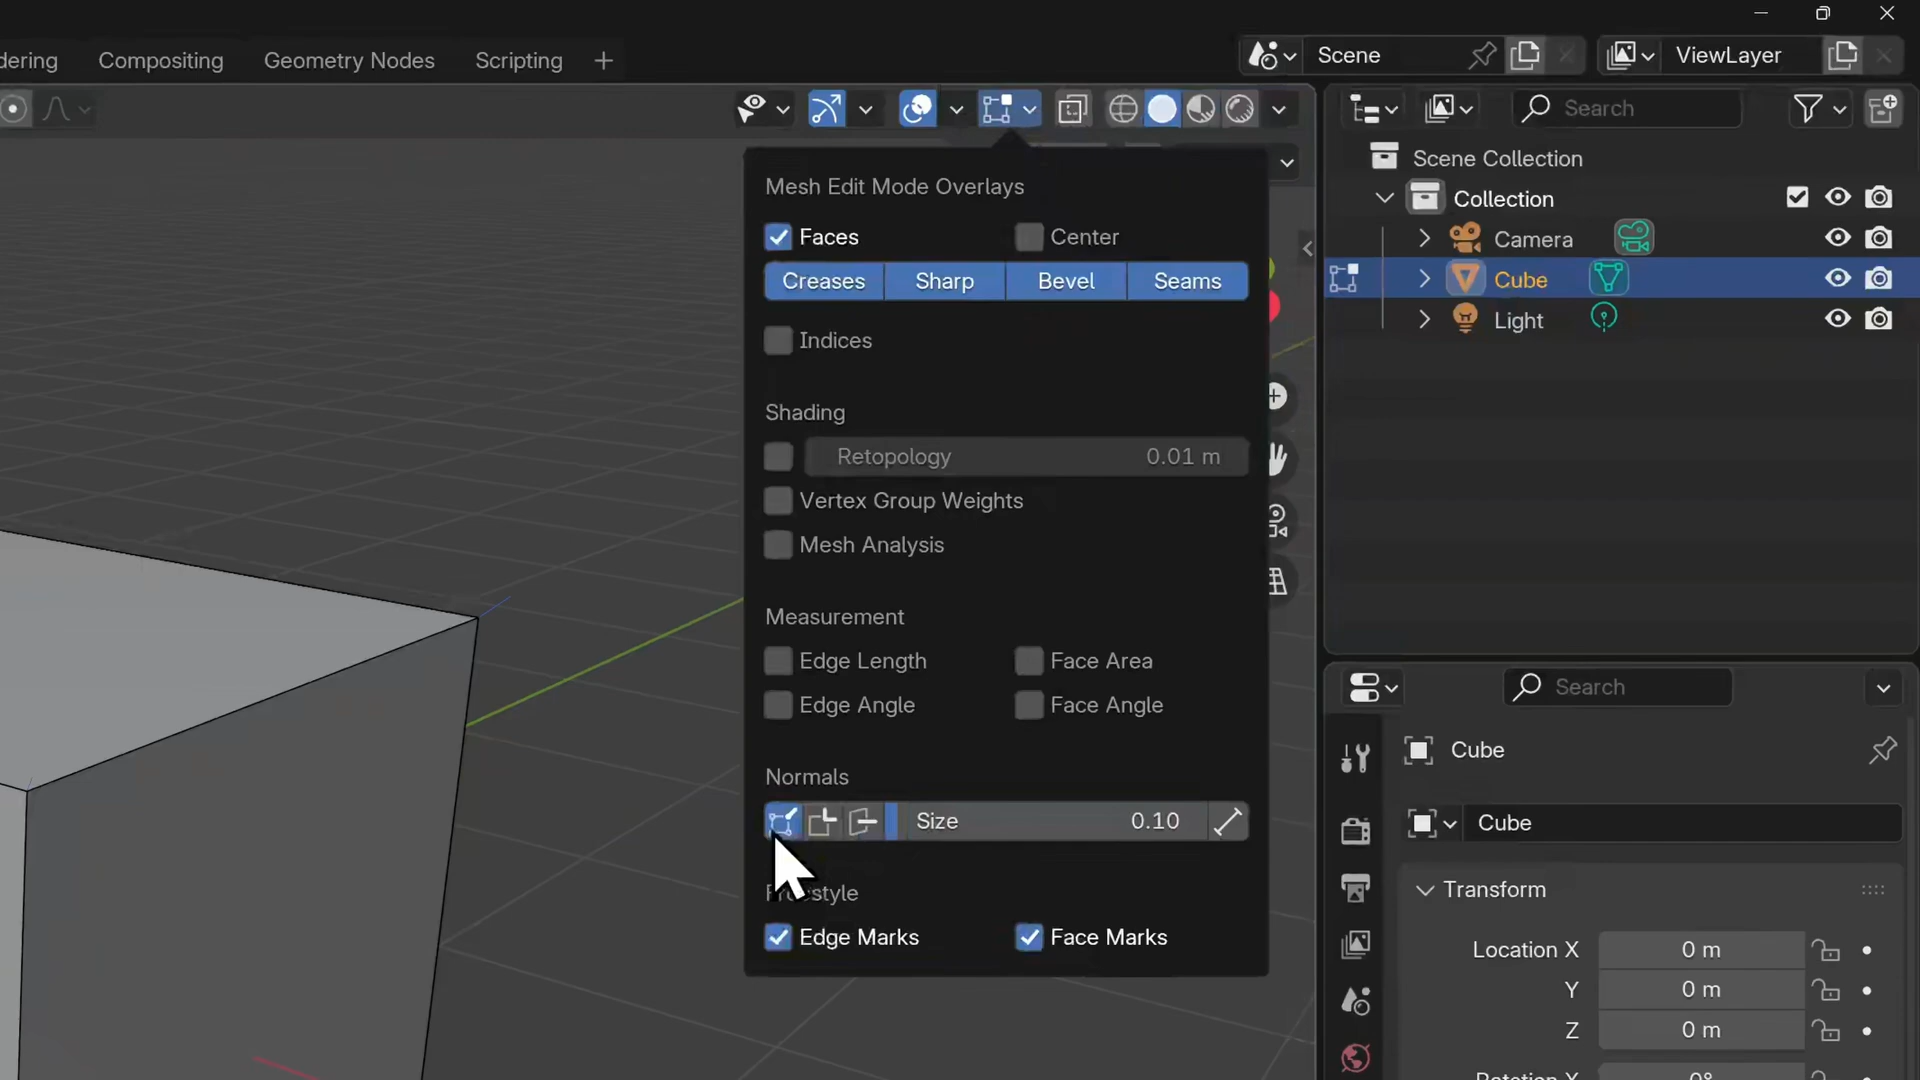 dering Compositing Geometry Nodes Scripting +
Scene
ViewLayer
Search
Scene Collection
Collection
Camera
Cube
Light
Mesh Edit Mode Overlays
Faces Center
Creases Sharp Bevel Seams
Indices
Shading
Retopology 0.01 m
Vertex Group Weights
Mesh Analysis
Measurement
Edge Length Face Area
Edge Angle Face Angle
Normals
Size 0.10
Freestyle
Edge Marks Face Marks
Search
Cube
Cube
Transform
Location X 0 m
Y 0 m
Z 0 m
Rotation X 0°